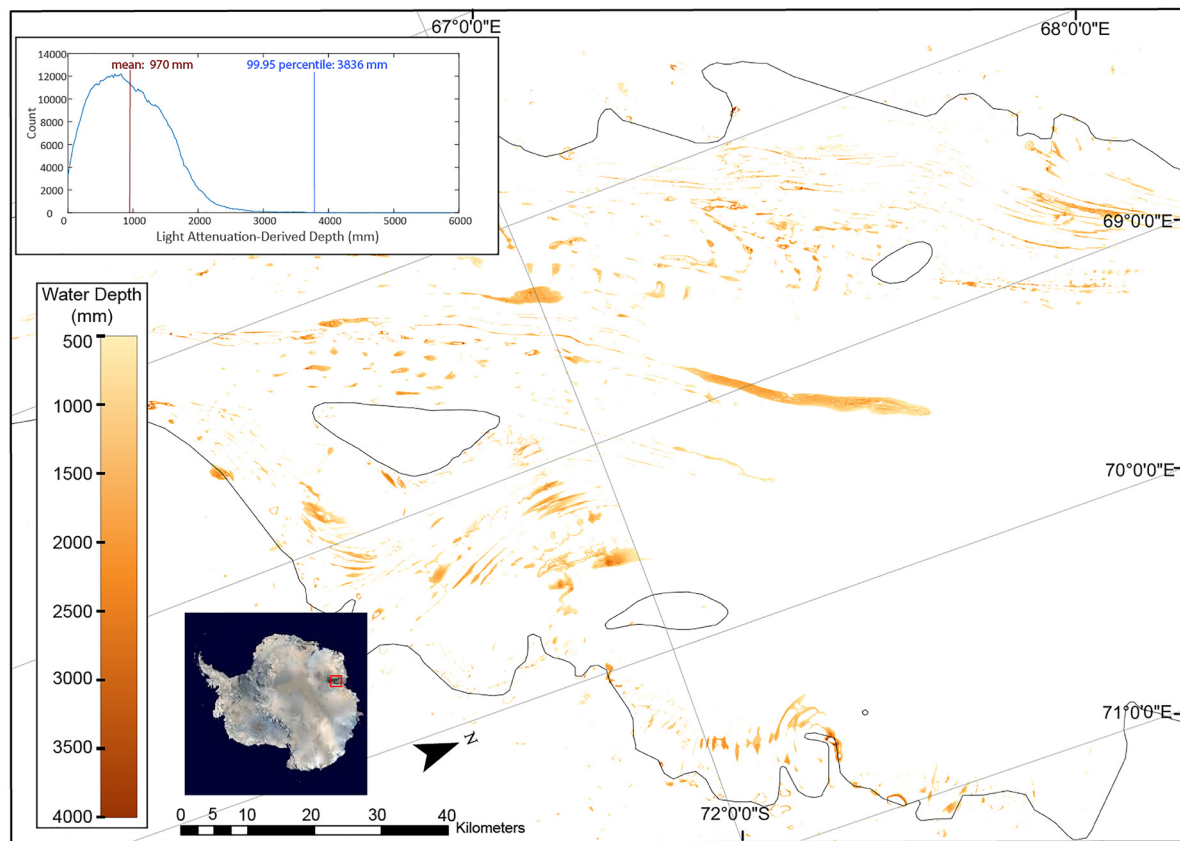 67°0'0"E
68°0'0"E
14000
12000
10000
8000
6000
4000
2000
0
Count
mean: 970 mm
99.95 percentile: 3836 mm
0 1000 2000 3000 4000 5000 6000
Light Attenuation-Derived Depth (mm)
69°0'0"E
Water Depth
(mm)
500
1000
1500
2000
2500
3000
3500
4000
70°0'0"E
71°0'0"E
N
72°0'0"S
0 5 10 20 30 40
Kilometers